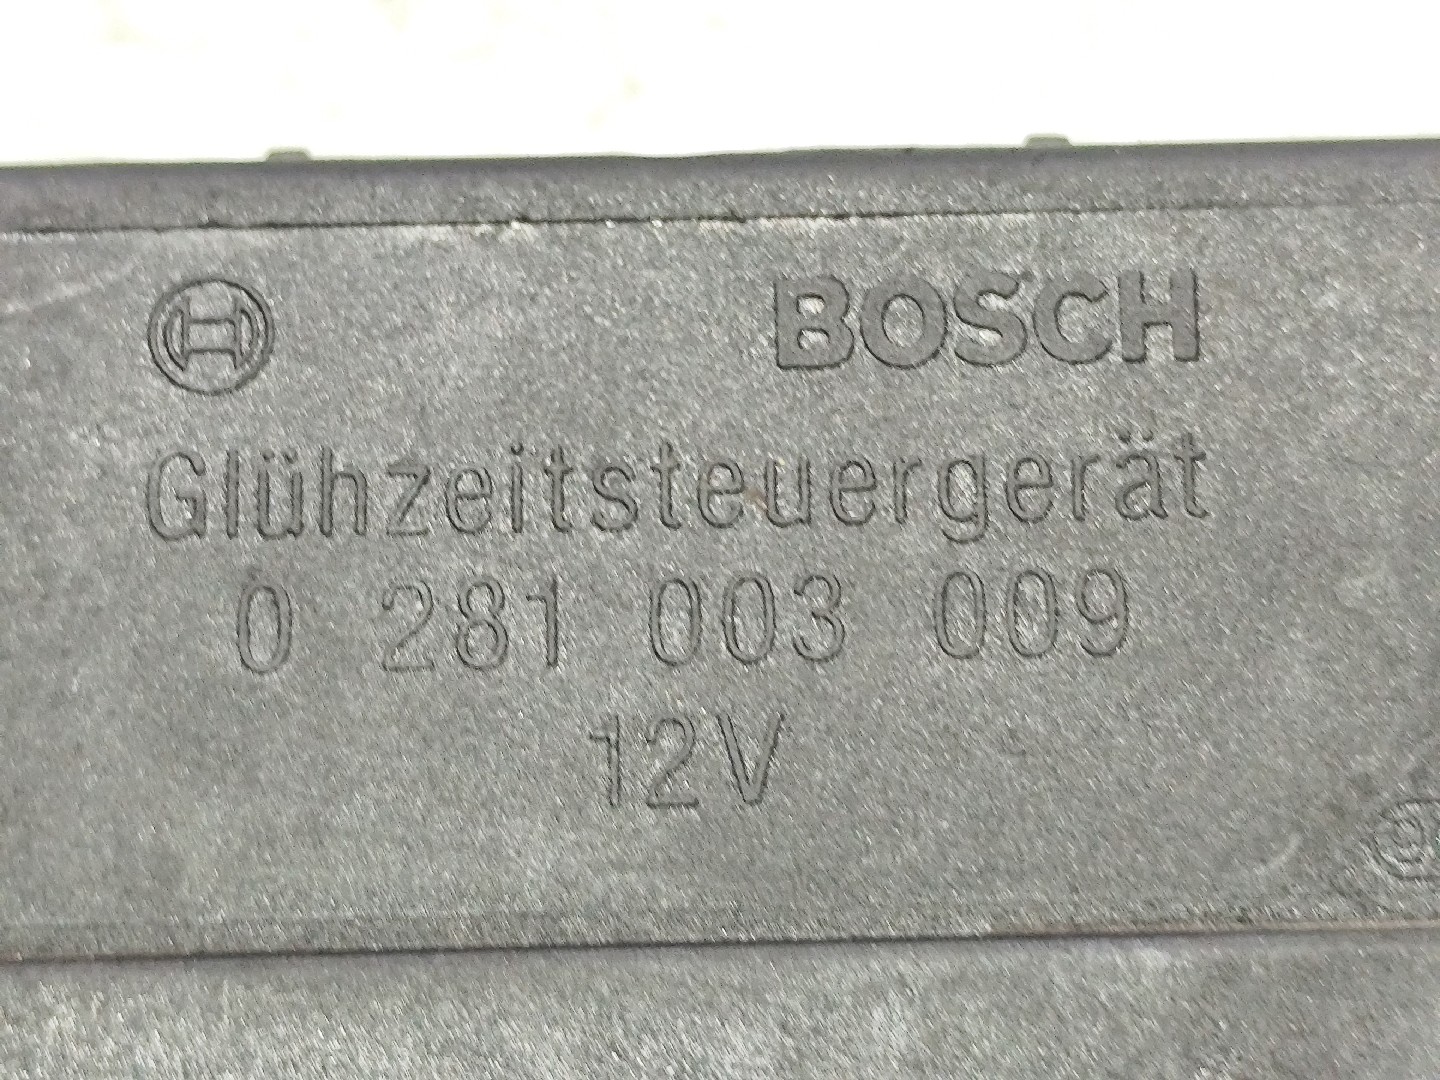 BOSCH
Glühzeitsteuergerät
0 281 003 009
12V